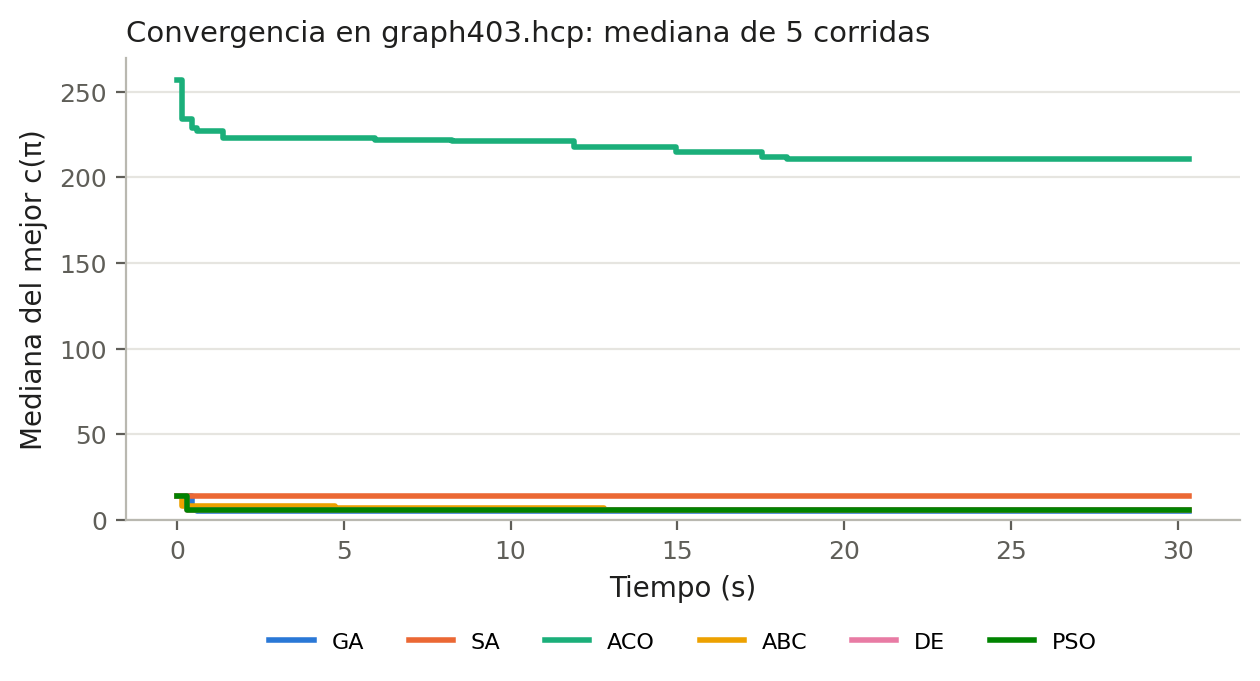 Convergencia en graph403.hcp: mediana de 5 corridas
Mediana del mejor c(π)
250
200
150
100
50
0
0 5 10 15 20 25 30
Tiempo (s)
GA SA ACO ABC DE PSO